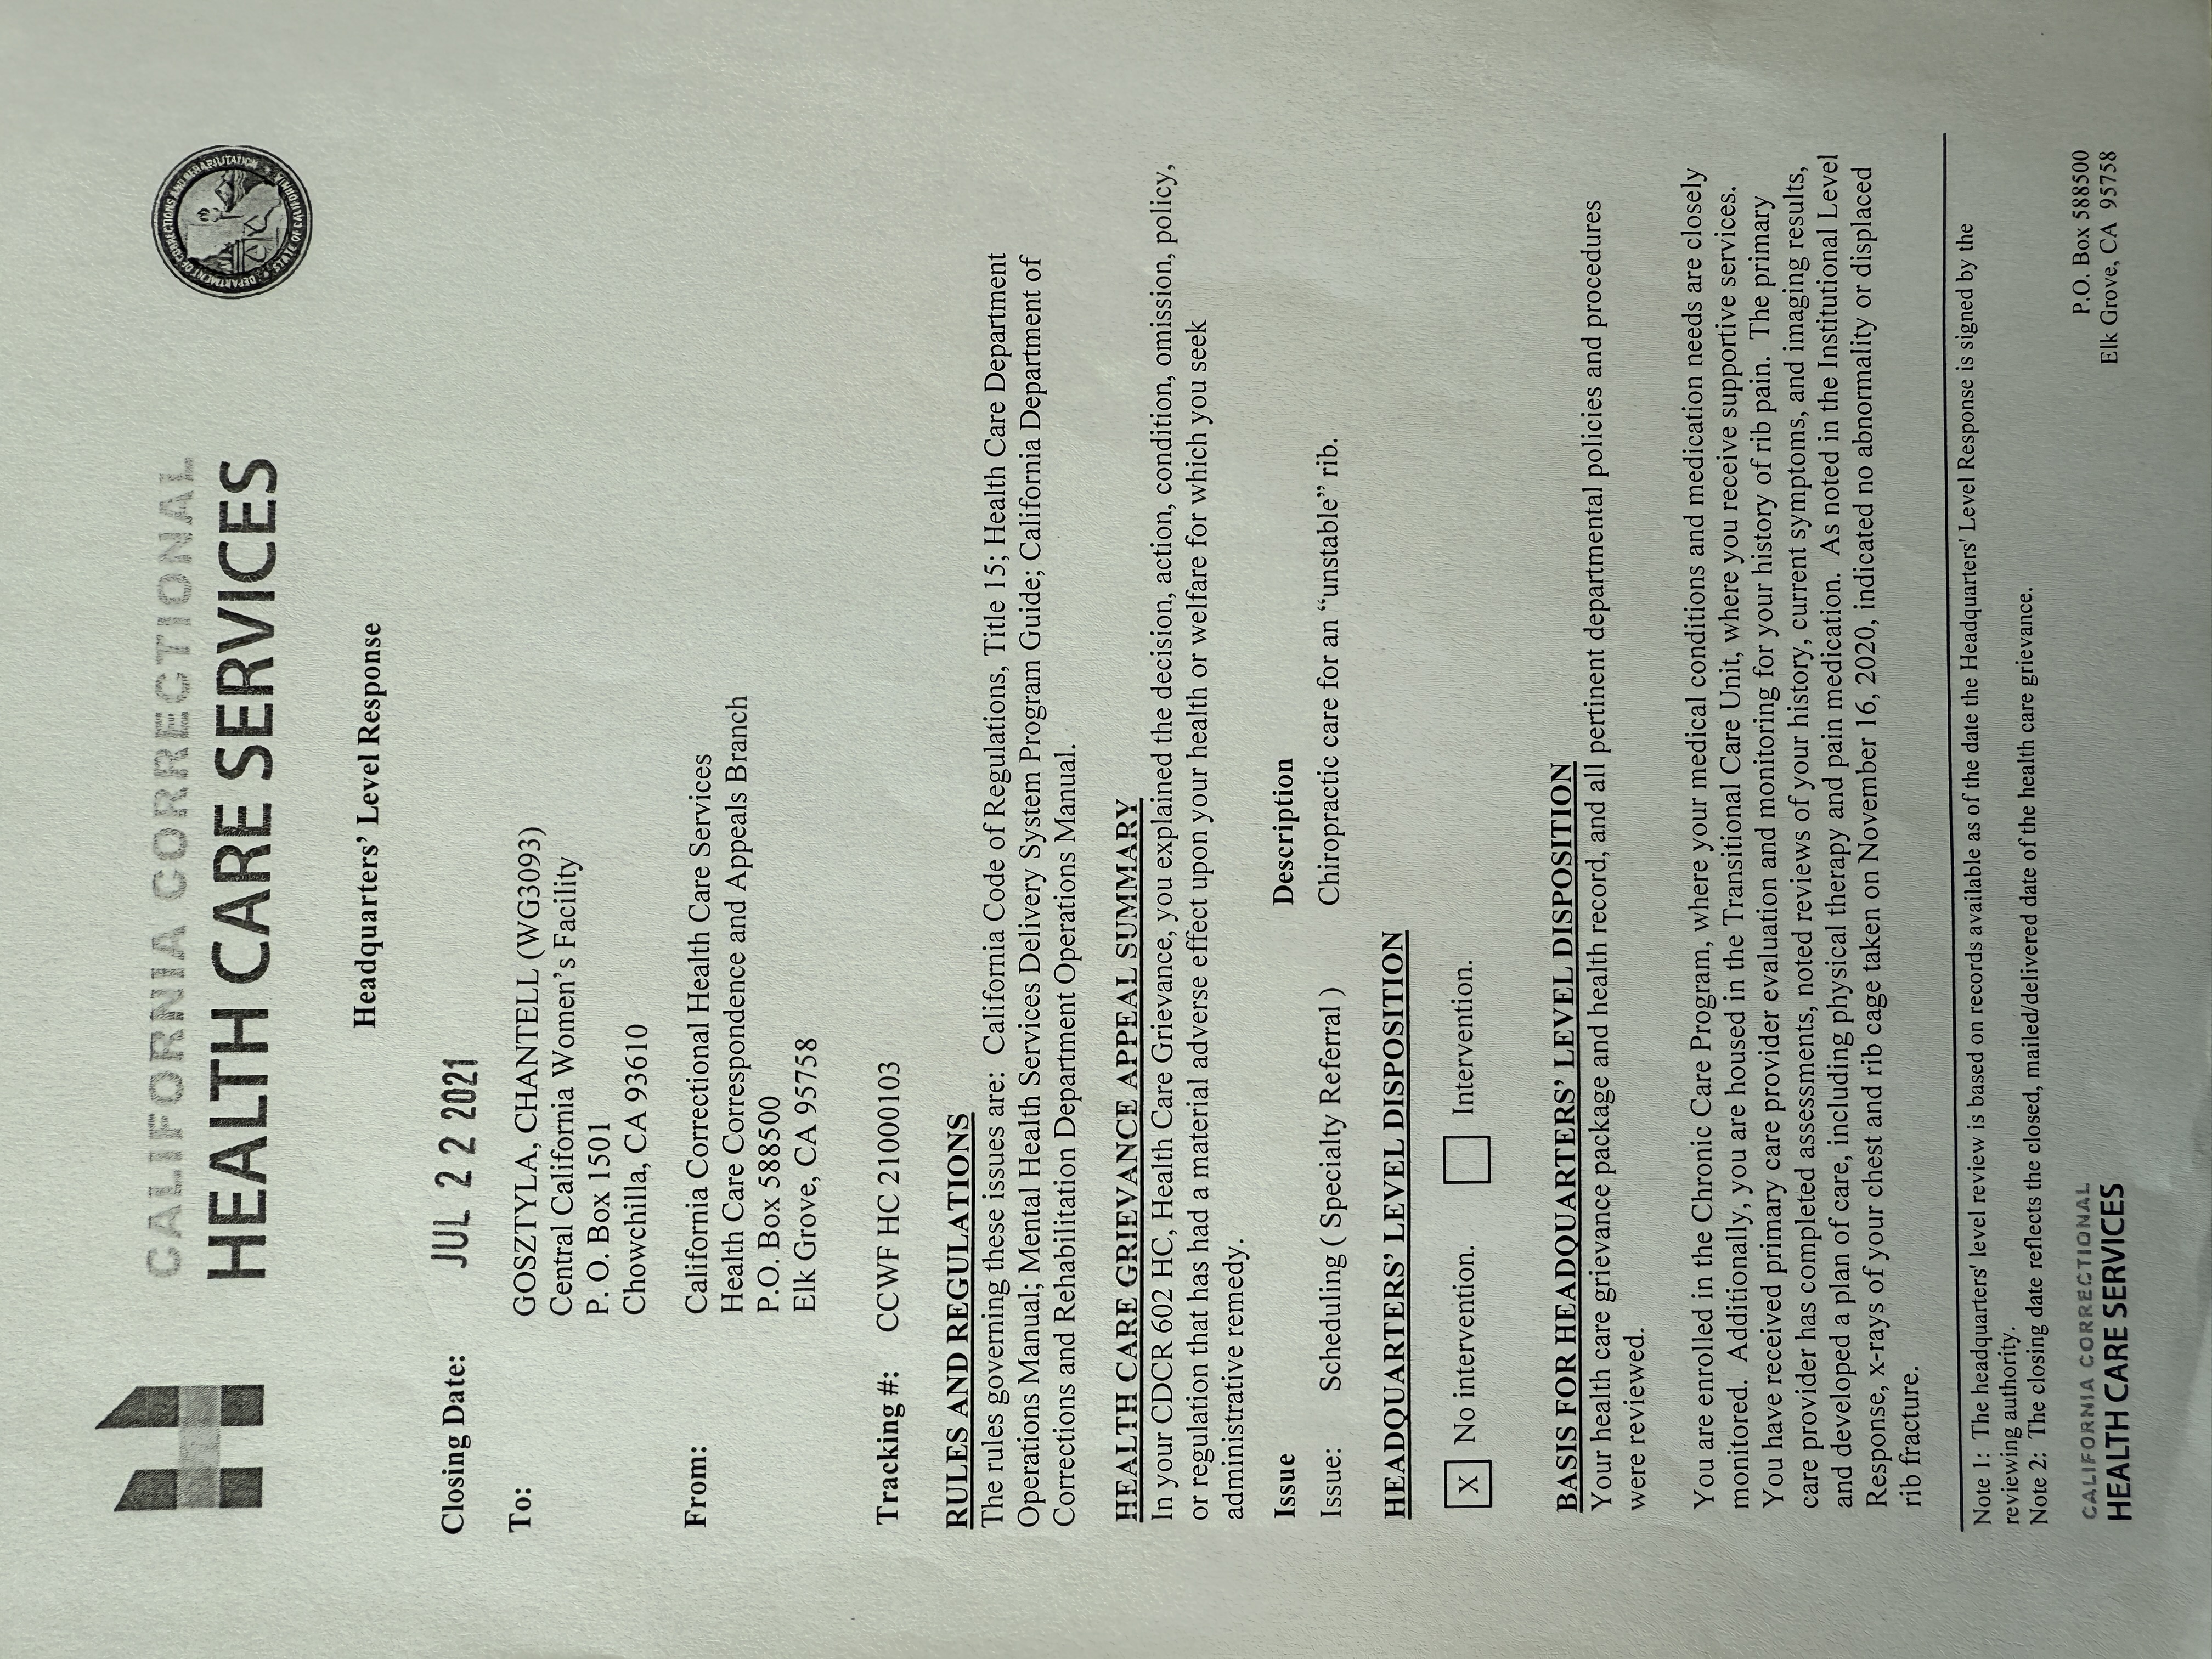 CALIFORNIA CORRECTIONAL
HEALTH CARE SERVICES
DEPARTMENT OF CORRECTIONS AND REHABILITATION
STATE OF CALIFORNIA
Headquarters’ Level Response
Closing Date: JUL 2 2 2021
To: GOSZTYLA, CHANTELL (WG3093)
Central California Women’s Facility
P. O. Box 1501
Chowchilla, CA 93610
From: California Correctional Health Care Services
Health Care Correspondence and Appeals Branch
P.O. Box 588500
Elk Grove, CA 95758
Tracking #: CCWF HC 21000103
RULES AND REGULATIONS
The rules governing these issues are: California Code of Regulations, Title 15; Health Care Department
Operations Manual; Mental Health Services Delivery System Program Guide; California Department of
Corrections and Rehabilitation Department Operations Manual.
HEALTH CARE GRIEVANCE APPEAL SUMMARY
In your CDCR 602 HC, Health Care Grievance, you explained the decision, action, condition, omission, policy,
or regulation that has had a material adverse effect upon your health or welfare for which you seek
administrative remedy.
Issue Description
Issue: Scheduling ( Specialty Referral ) Chiropractic care for an “unstable” rib.
HEADQUARTERS’ LEVEL DISPOSITION
X No intervention. Intervention.
BASIS FOR HEADQUARTERS’ LEVEL DISPOSITION
Your health care grievance package and health record, and all pertinent departmental policies and procedures
were reviewed.
You are enrolled in the Chronic Care Program, where your medical conditions and medication needs are closely
monitored. Additionally, you are housed in the Transitional Care Unit, where you receive supportive services.
You have received primary care provider evaluation and monitoring for your history of rib pain. The primary
care provider has completed assessments, noted reviews of your history, current symptoms, and imaging results,
and developed a plan of care, including physical therapy and pain medication. As noted in the Institutional Level
Response, x-rays of your chest and rib cage taken on November 16, 2020, indicated no abnormality or displaced
rib fracture.
Note 1: The headquarters' level review is based on records available as of the date the Headquarters' Level Response is signed by the
reviewing authority.
Note 2: The closing date reflects the closed, mailed/delivered date of the health care grievance.
CALIFORNIA CORRECTIONAL
HEALTH CARE SERVICES
P.O. Box 588500
Elk Grove, CA 95758